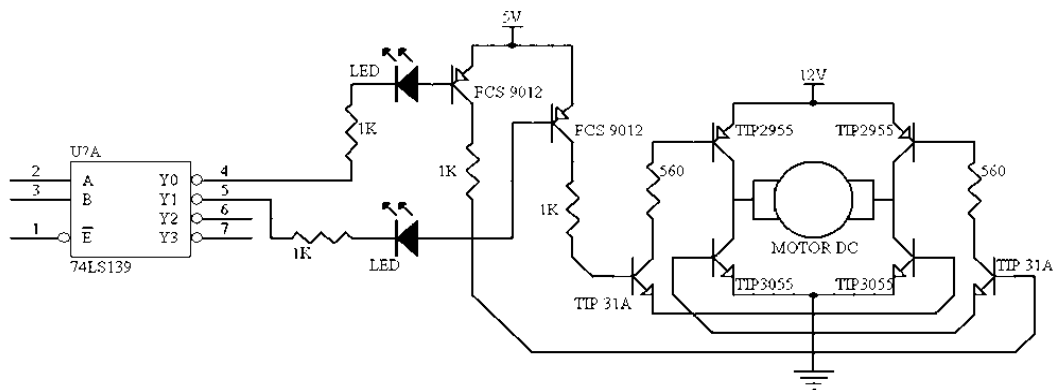 5V
LED
FCS 9012
12V
1K
TIP2955
TIP2955
FCS 9012
U?A
560
560
1K
2
A
Y0
4
3
B
Y1
5
Y2
6
1K
1
E
Y3
7
MOTOR DC
74LS139
1K
LED
TIP 31A
TIP3055
TIP3055
TIP 31A